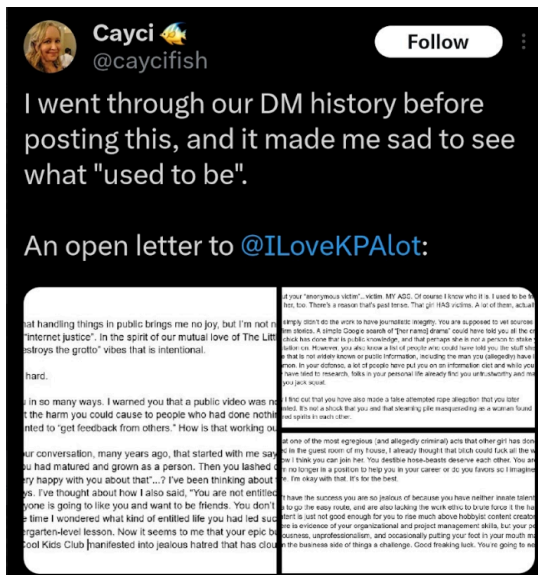 Cayci
@caycifish
Follow
I went through our DM history before
posting this, and it made me sad to see
what "used to be".
An open letter to @ILoveKPAlot:
hat handling things in public brings me no joy, but I'm not n
"internet justice". In the spirit of our mutual love of The Littl
estroys the grotto" vibes that is intentional.
hard.
in so many ways. I warned you that a public video was n
t the harm you could cause to people who had done nothin
nted to "get feedback from others." How is that working ou
ur conversation, many years ago, that started with me say
ou had matured and grown as a person. Then you lashed o
ry happy with you about that"...? I've been thinking about
ys. I've thought about how I also said, "You are not entitled
yone is going to like you and want to be friends. You don't
e time I wondered what kind of entitled life you had led suc
ergarten-level lesson. Now it seems to me that your epic bu
Cool Kids Club manifested into jealous hatred that has clou
ut your "anonymous victim"... victim. MY ASS. Of course I know who it is. I used to be
her, too. There's a reason that's past tense. That girl HAS victims. A lot of them, actuall
simply didn't do the work to have journalistic integrity. You are supposed to vet sources
firm stories. A simple Google search of "[her name] drama" could have told you all the
chick has done that is public knowledge, and that perhaps she is not a person to stake
However, you also know a lot of people who could have told you the stuff she
e that is not widely known or public information, including the man you (allegedly) have
In your defense, a lot of people have put you on an information diet and while you
have tried to research, folks in your personal life already find you untrustworthy and
you jack squat.
I find out that you have also made a false attempted rape allegation that you later
It's not a shock that you and that steaming pile masquerading as a woman found
red spirits in each other.
at one of the most egregious (and allegedly criminal) acts that other girl has don
ed in the guest room of my house, I already thought that bitch could fuck all the w
ow I think you can join her. You destible hose-beasts deserve each other. You are
m no longer in a position to help you in your career or do you favors so I imagine
e. I'm okay with that. It's for the best.
't have the success you are so jealous of because you have neither innate talent
s to go the easy route, and are also lacking the work ethic to brute force it the ha
is just not good enough for you to rise much above hobbyist content creator
ere is evidence of your organizational and project management skills, but your
unprofessionalism, and occasionally putting your foot in your mouth m
n the business side of things a challenge. Good freaking luck. You're going to ne